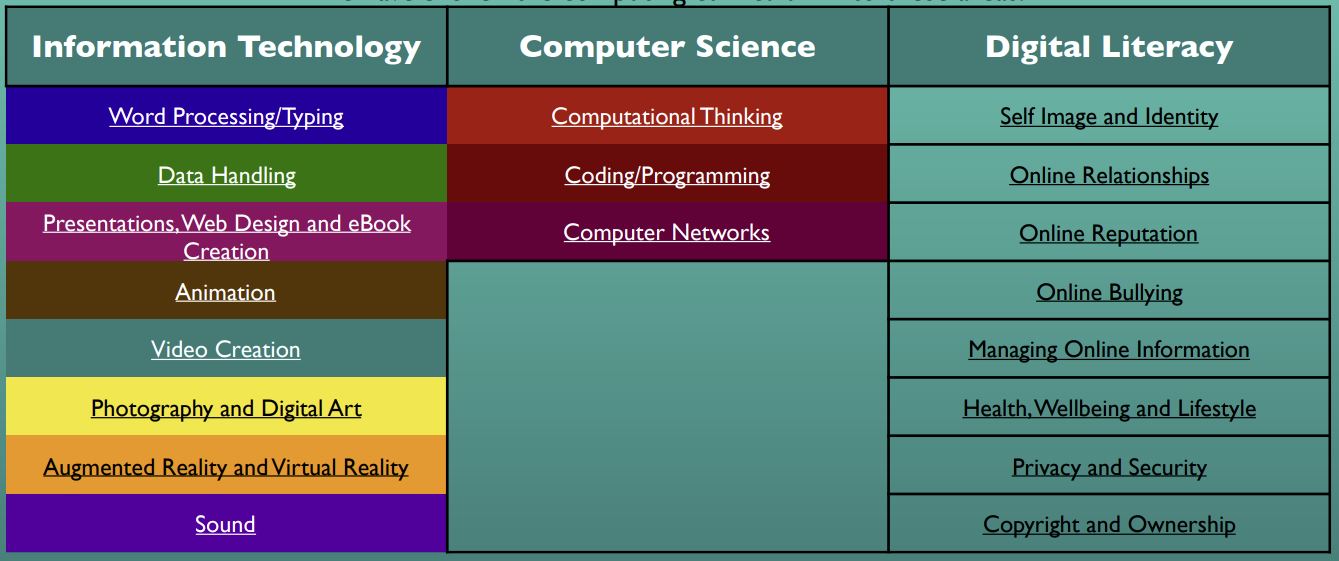 Information Technology
Computer Science
Digital Literacy
Word Processing/Typing
Computational Thinking
Self Image and Identity
Data Handling
Coding/Programming
Online Relationships
Presentations, Web Design and eBook
Creation
Computer Networks
Online Reputation
Animation
Online Bullying
Video Creation
Managing Online Information
Photography and Digital Art
Health, Wellbeing and Lifestyle
Augmented Reality and Virtual Reality
Privacy and Security
Sound
Copyright and Ownership